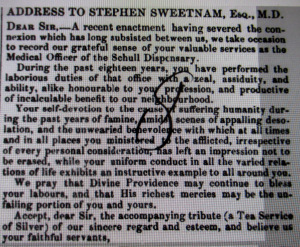 ADDRESS TO STEPHEN SWEETNAM, ESQ., M.D.
DEAR SIR,—A recent enactment having severed the con-
nexion which has long subsisted between us, we take occasion
to record our grateful sense of your valuable services as the
Medical Officer of the Schull Dispensary.
During the past eighteen years, you have performed the
laborious duties of that office with a zeal, assiduity, and
ability, alike honourable to your profession, and productive
of incalculable benefit to our neighbourhood.
Your self-devotion to the cause of suffering humanity dur-
ing the past years of famine, amidst scenes of appalling deso-
lation, and the unwearied benevolence with which at all times
and in all places you ministered to the afflicted, irrespective
of every personal consideration, has left an impression not to
be erased, while your uniform conduct in all the varied rela-
tions of life exhibits an instructive example to all around you.
We pray that Divine Providence may continue to bless
your labours, and that His richest mercies may be the un-
failing portion of you and yours.
Accept, dear Sir, the accompanying tribute (a Tea Service
of Silver) of our sincere regard and esteem, and believe us
your faithful servants,